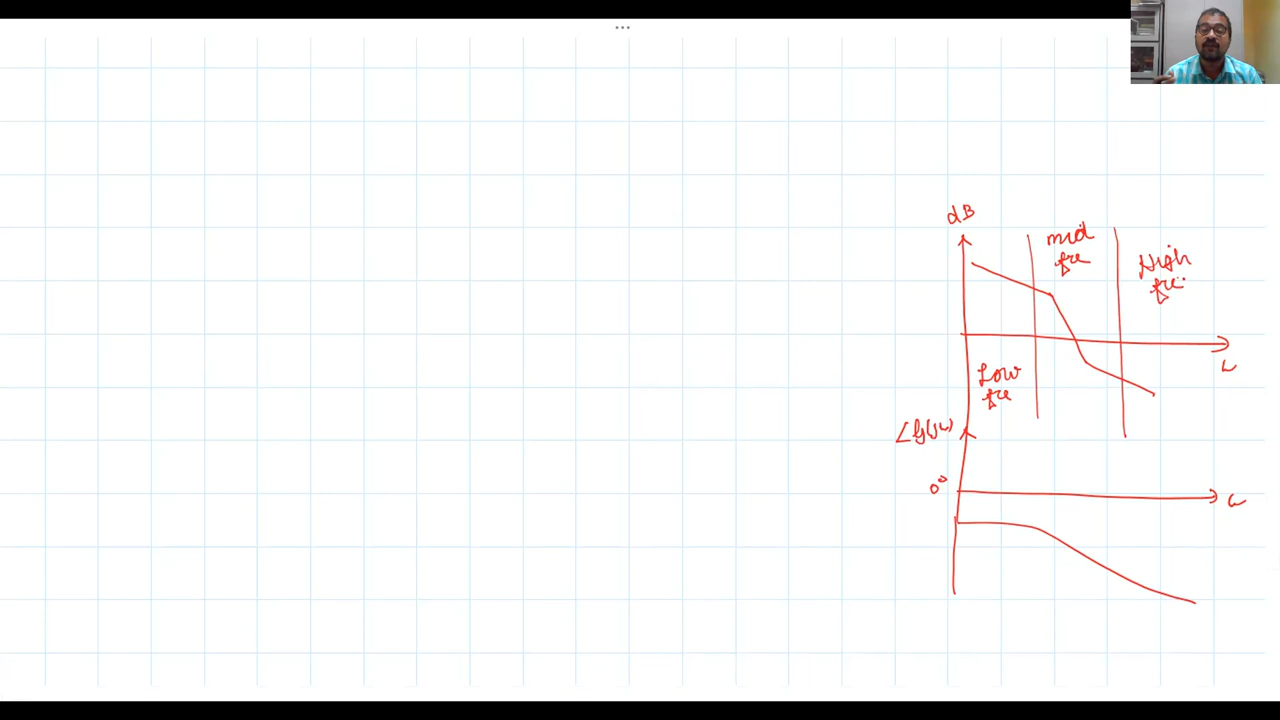 dB
mid
fre
High
fre.
ω
Low
fre
∠G(jω)
0°
ω